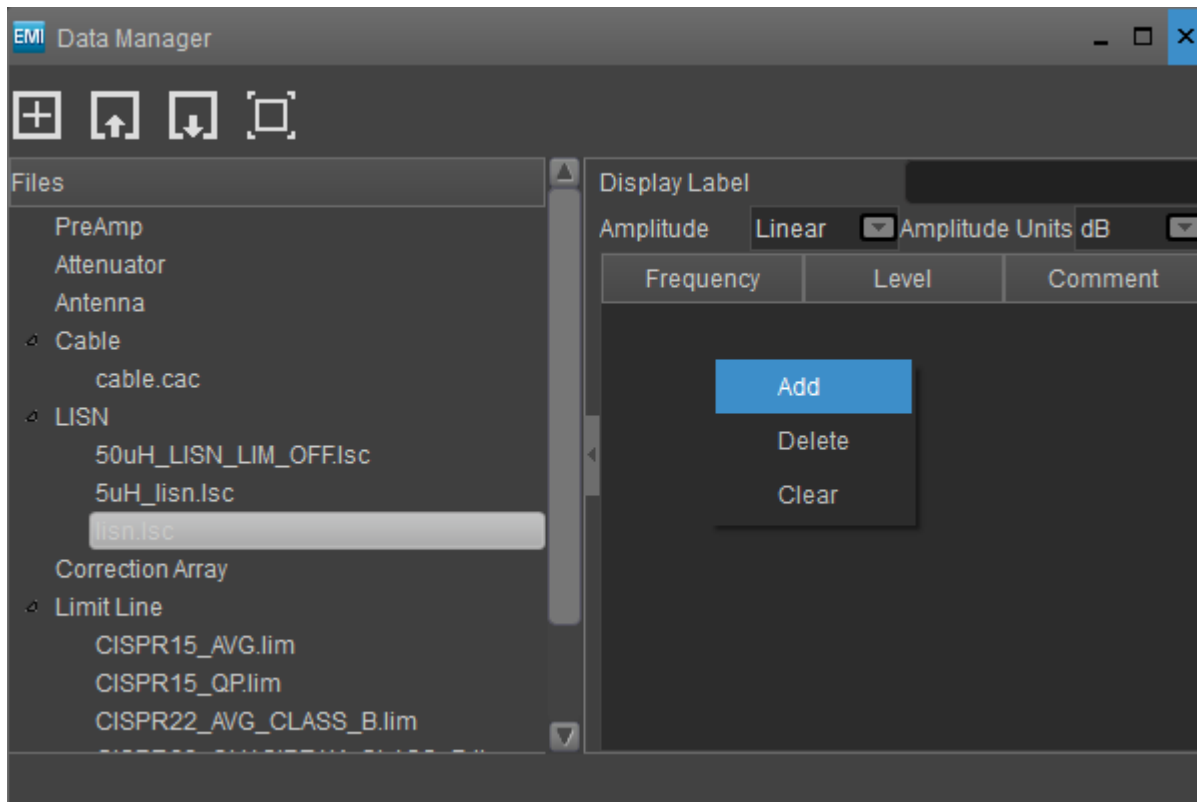 EMI Data Manager
Files
PreAmp
Attenuator
Antenna
Cable
cable.cac
LISN
50uH_LISN_LIM_OFF.lsc
5uH_lisn.lsc
lisn.lsc
Correction Array
Limit Line
CISPR15_AVG.lim
CISPR15_QP.lim
CISPR22_AVG_CLASS_B.lim
Display Label
Amplitude Linear Amplitude Units dB
Frequency Level Comment
Add
Delete
Clear